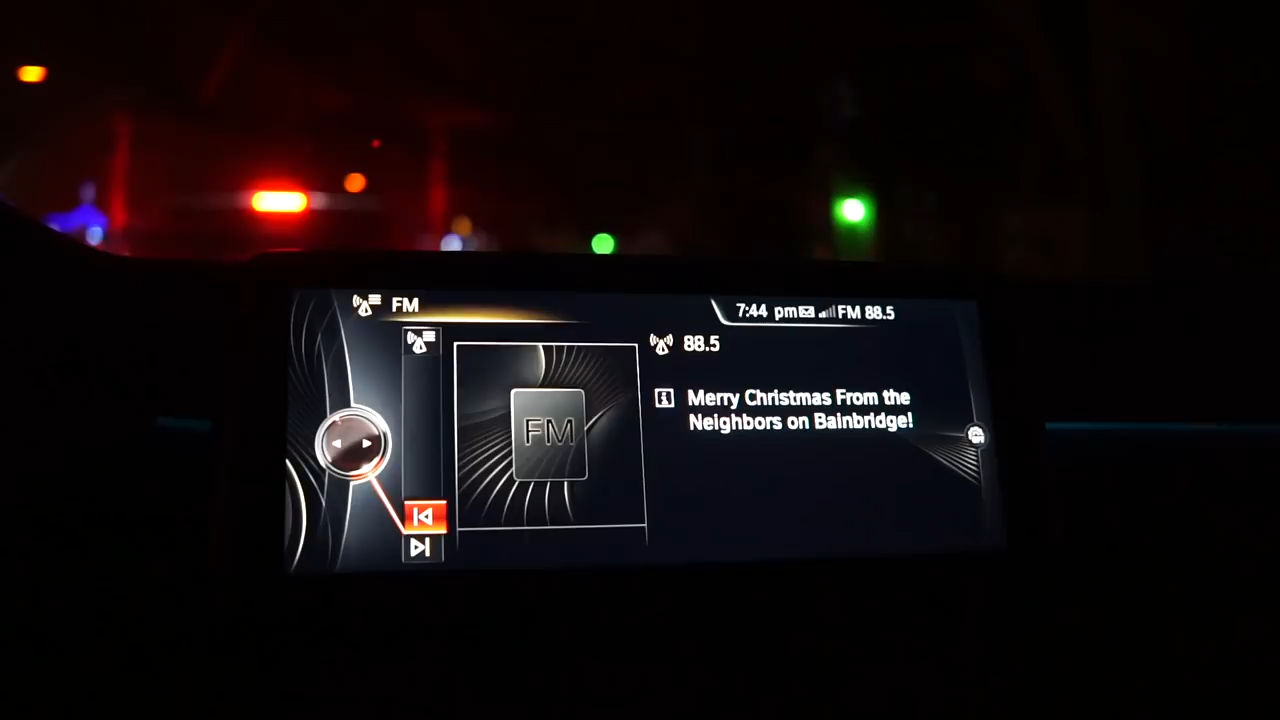 FM
7:44 pm FM 88.5
88.5
FM
Merry Christmas From the
Neighbors on Bainbridge!